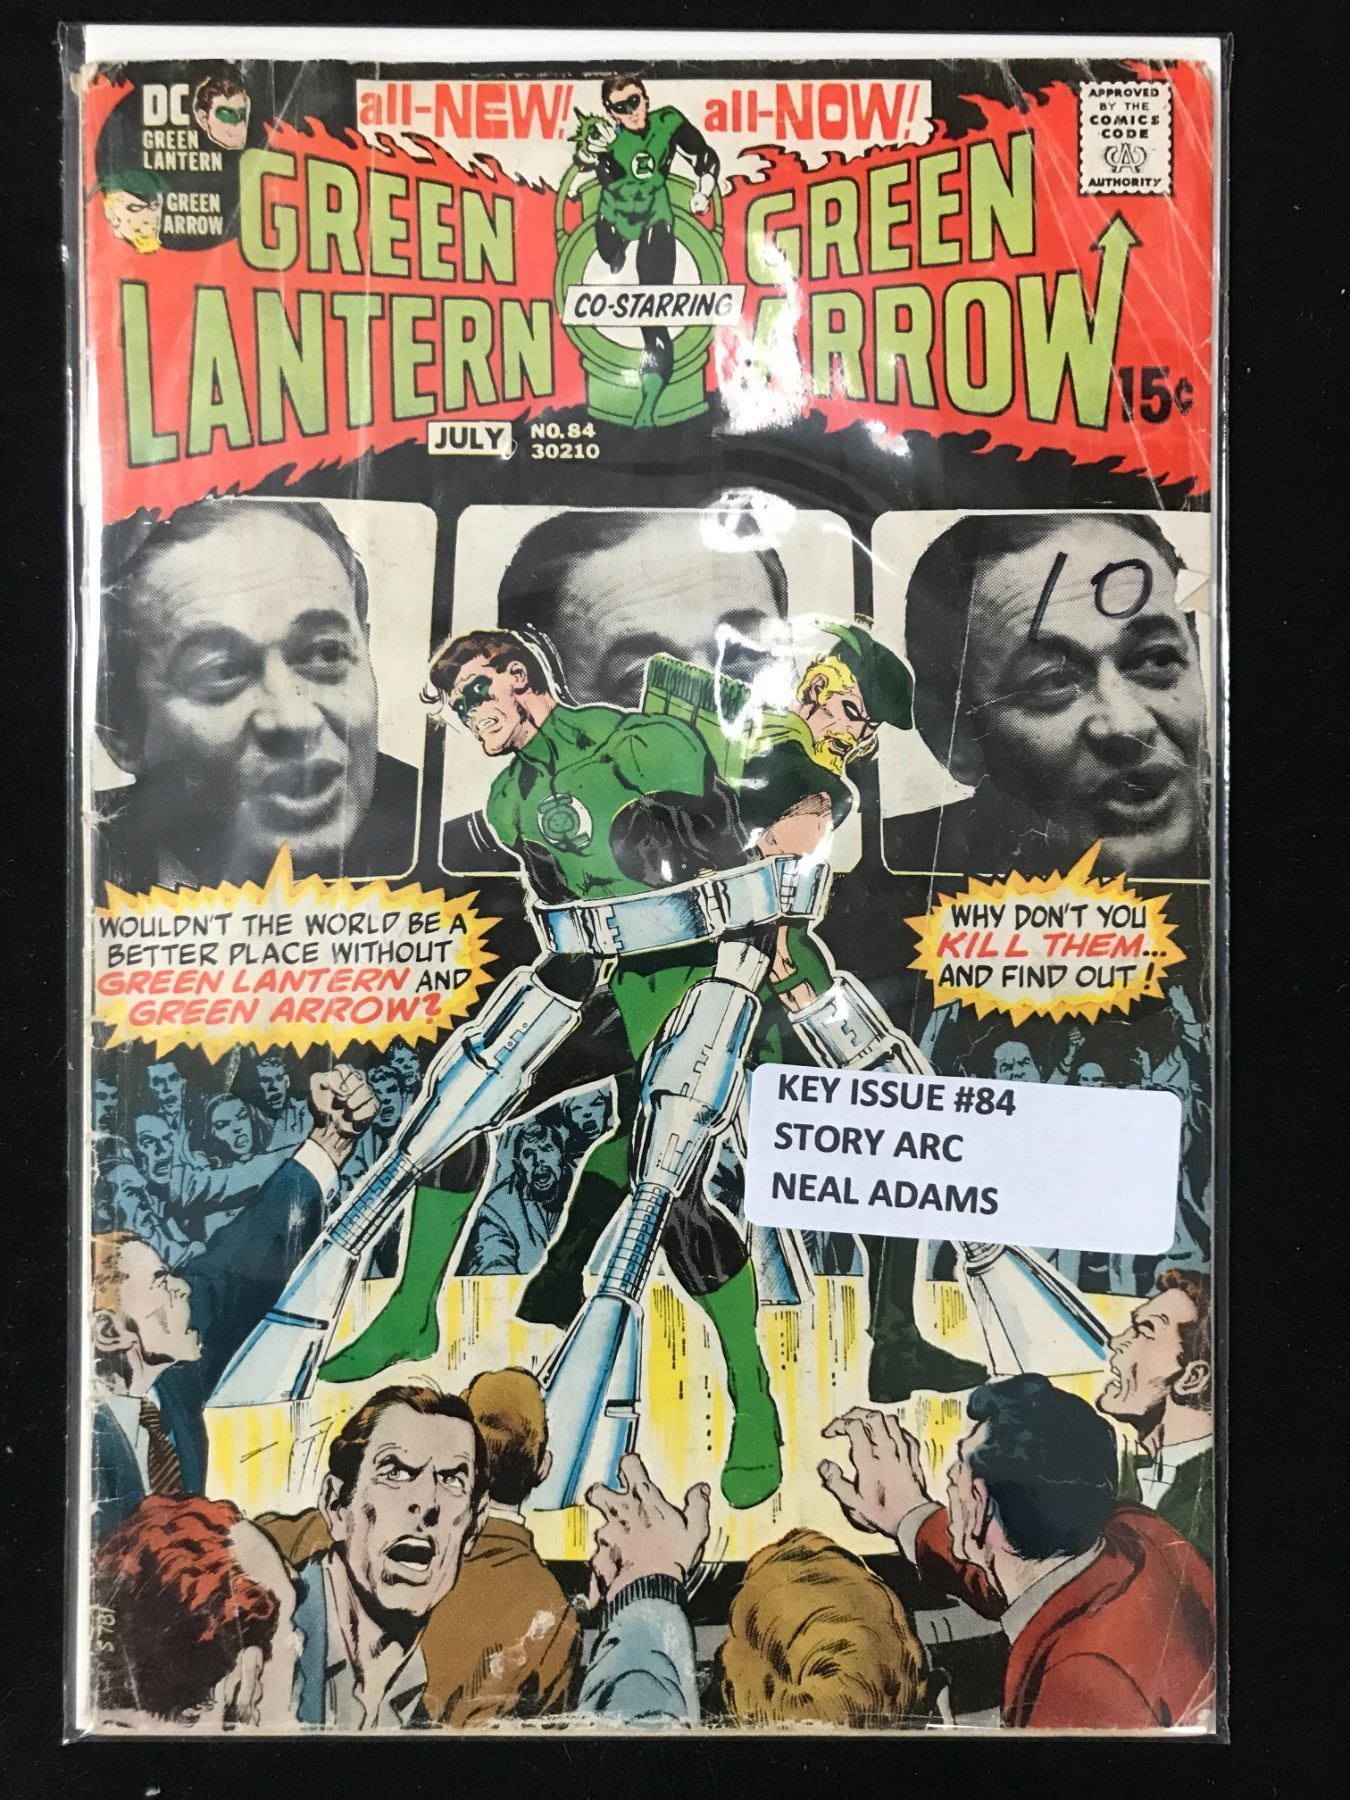 all-NEW! all-NOW!
DC
GREEN
LANTERN
GREEN
ARROW
APPROVED
BY THE
COMICS
CODE
AUTHORITY
GREEN
LANTERN
CO-STARRING
GREEN
ARROW
15¢
JULY
NO. 84
30210
10
WOULDN'T THE WORLD BE A
BETTER PLACE WITHOUT
GREEN LANTERN AND
GREEN ARROW?
WHY DON'T YOU
KILL THEM...
AND FIND OUT!
KEY ISSUE #84
STORY ARC
NEAL ADAMS